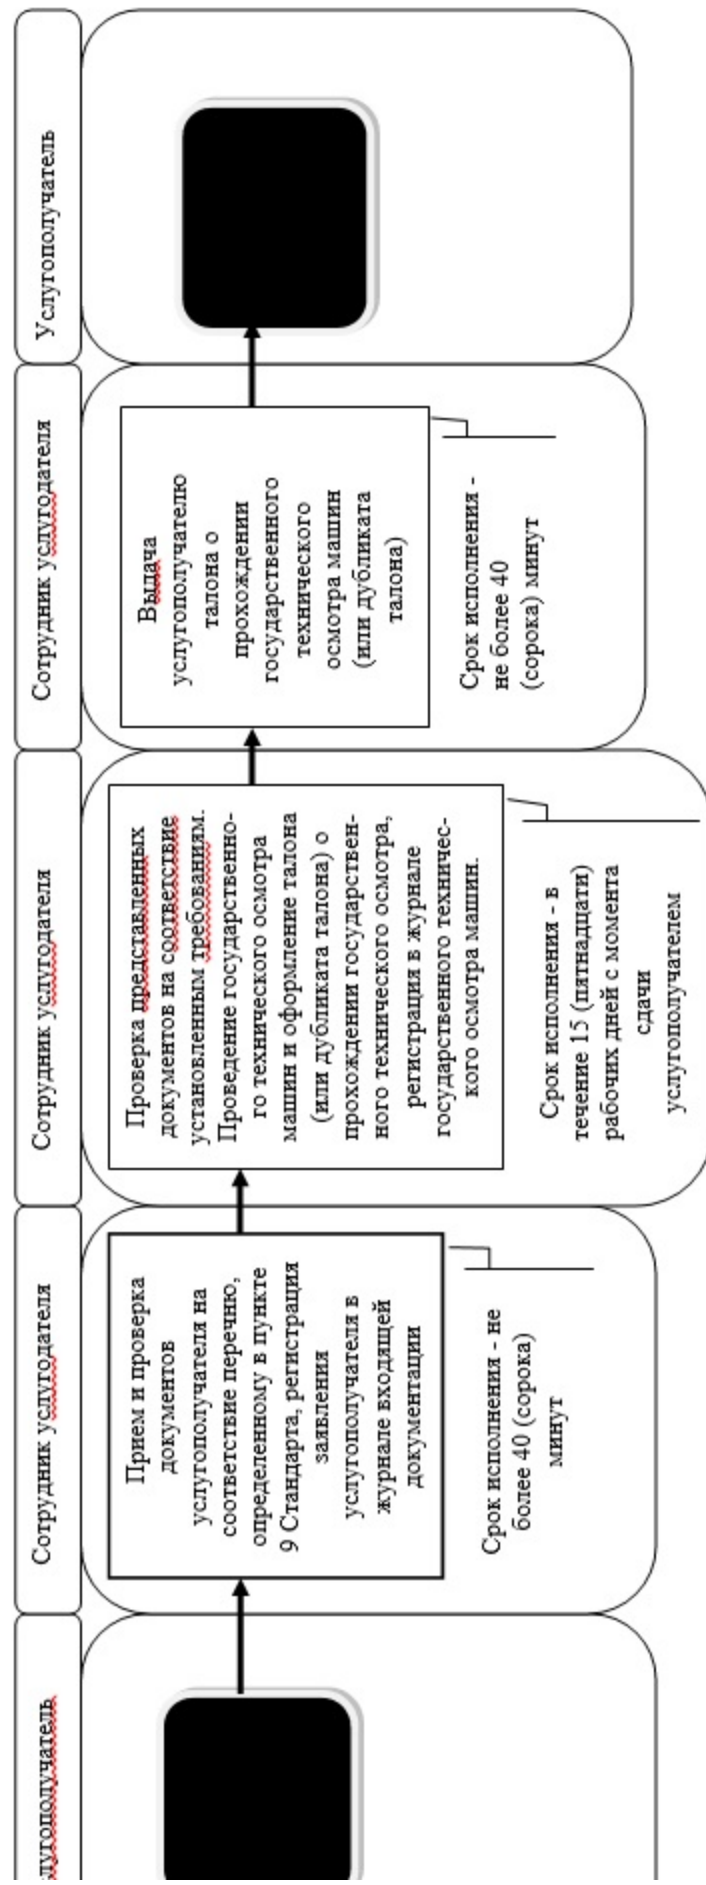 слугополучатель
Сотрудник услугодателя
Прием и проверка
документов
услугополучателя на
соответствие перечню,
определенному в пункте
9 Стандарта, регистрация
заявления
услугополучателя в
журнале входящей
документации
Срок исполнения - не
более 40 (сорока)
минут
Сотрудник услугодателя
Проверка представленных
документов на соответствие
установленным требованиям.
Проведение государственно-
го технического осмотра
машин и оформление талона
(или дубликата талона) о
прохождении государствен-
ного технического осмотра,
регистрация в журнале
государственного техничес-
кого осмотра машин.
Срок исполнения - в
течение 15 (пятнадцати)
рабочих дней с момента
сдачи
услугополучателем
Сотрудник услугодателя
Выдача
услугополучателю
талона о
прохождении
государственного
технического
осмотра машин
(или дубликата
талона)
Срок исполнения -
не более 40
(сорока) минут
Услугополучатель